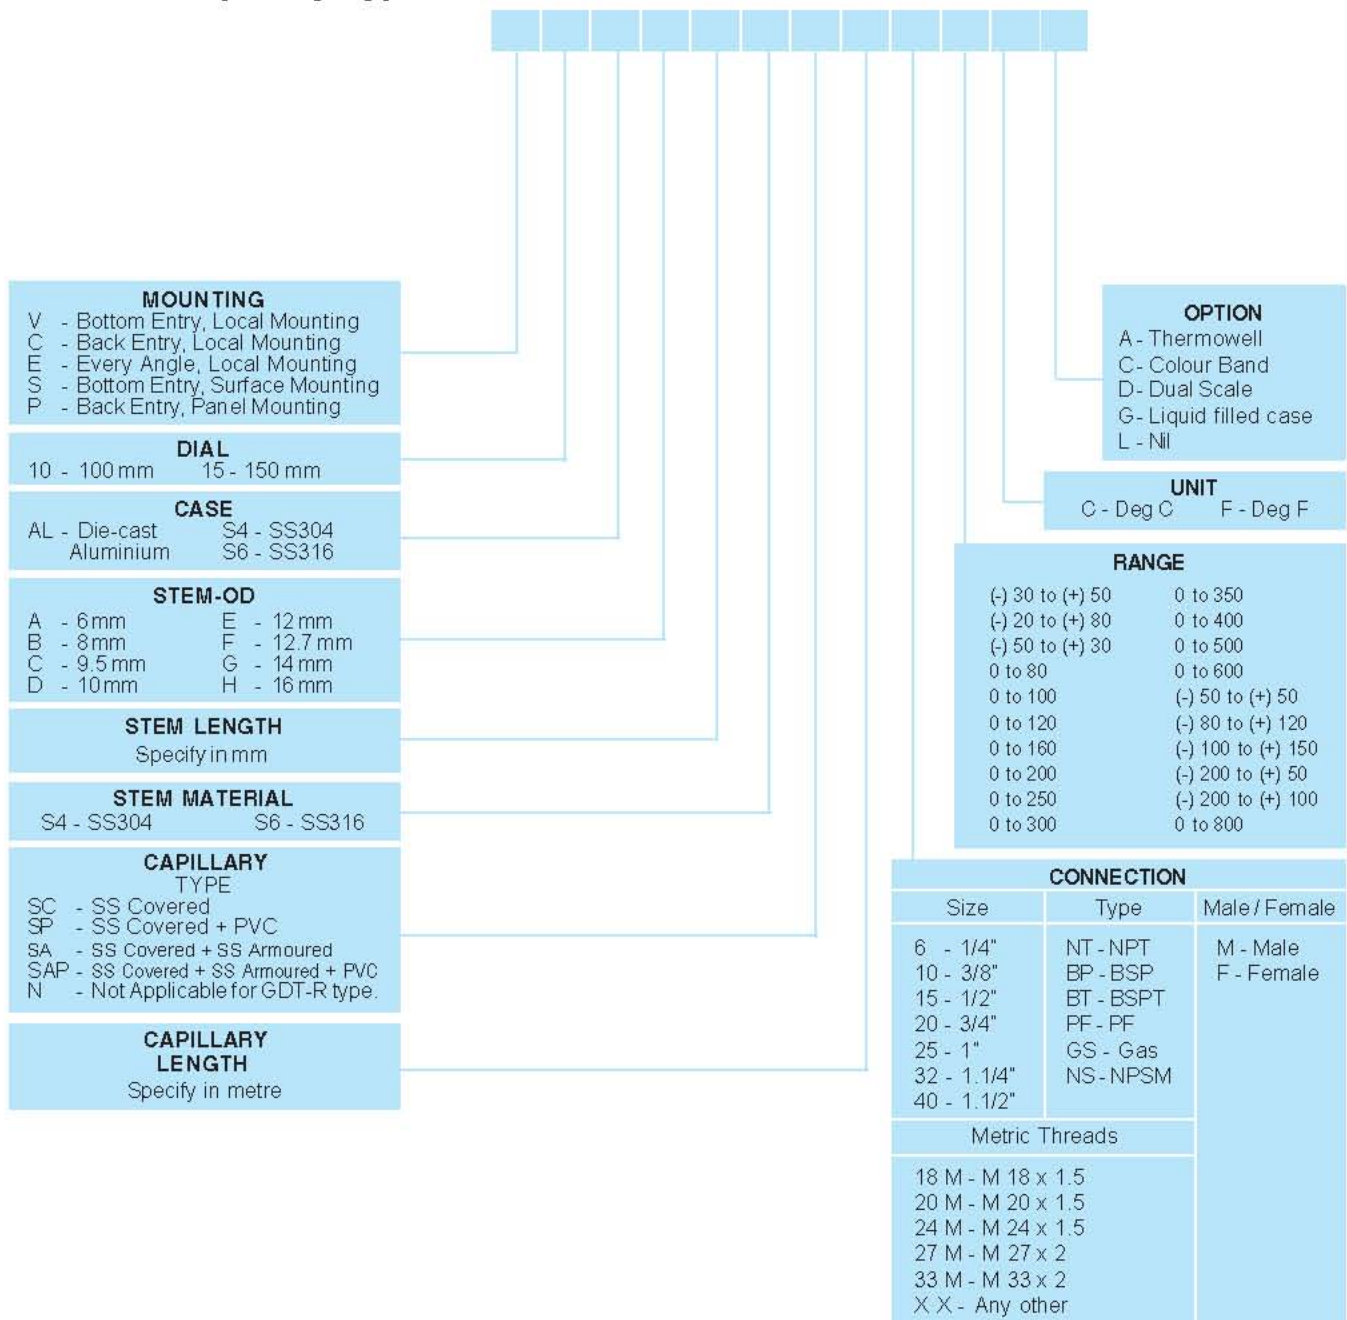 MOUNTING
V - Bottom Entry, Local Mounting
C - Back Entry, Local Mounting
E - Every Angle, Local Mounting
S - Bottom Entry, Surface Mounting
P - Back Entry, Panel Mounting
DIAL
10 - 100 mm 15 - 150 mm
CASE
AL - Die-cast S4 - SS304
Aluminium S6 - SS316
STEM-OD
A - 6 mm E - 12 mm
B - 8 mm F - 12.7 mm
C - 9.5 mm G - 14 mm
D - 10 mm H - 16 mm
STEM LENGTH
Specify in mm
STEM MATERIAL
S4 - SS304 S6 - SS316
CAPILLARY
TYPE
SC - SS Covered
SP - SS Covered + PVC
SA - SS Covered + SS Armoured
SAP - SS Covered + SS Armoured + PVC
N - Not Applicable for GDT-R type.
CAPILLARY
LENGTH
Specify in metre
OPTION
A - Thermowell
C - Colour Band
D - Dual Scale
G - Liquid filled case
L - Nil
UNIT
C - Deg C F - Deg F
RANGE
(-) 30 to (+) 50 0 to 350
(-) 20 to (+) 80 0 to 400
(-) 50 to (+) 30 0 to 500
0 to 80 0 to 600
0 to 100 (-) 50 to (+) 50
0 to 120 (-) 80 to (+) 120
0 to 160 (-) 100 to (+) 150
0 to 200 (-) 200 to (+) 50
0 to 250 (-) 200 to (+) 100
0 to 300 0 to 800
CONNECTION
Size Type Male / Female
6 - 1/4" NT - NPT M - Male
10 - 3/8" BP - BSP F - Female
15 - 1/2" BT - BSPT
20 - 3/4" PF - PF
25 - 1" GS - Gas
32 - 1.1/4" NS - NPSM
40 - 1.1/2"
Metric Threads
18 M - M 18 x 1.5
20 M - M 20 x 1.5
24 M - M 24 x 1.5
27 M - M 27 x 2
33 M - M 33 x 2
X X - Any other